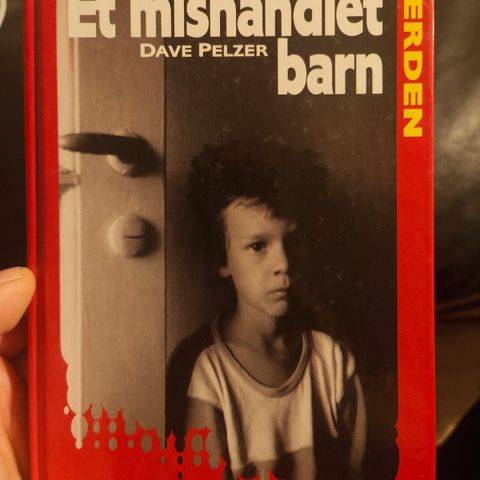 Et mishandlet
DAVE PELZER
barn
ERDEN